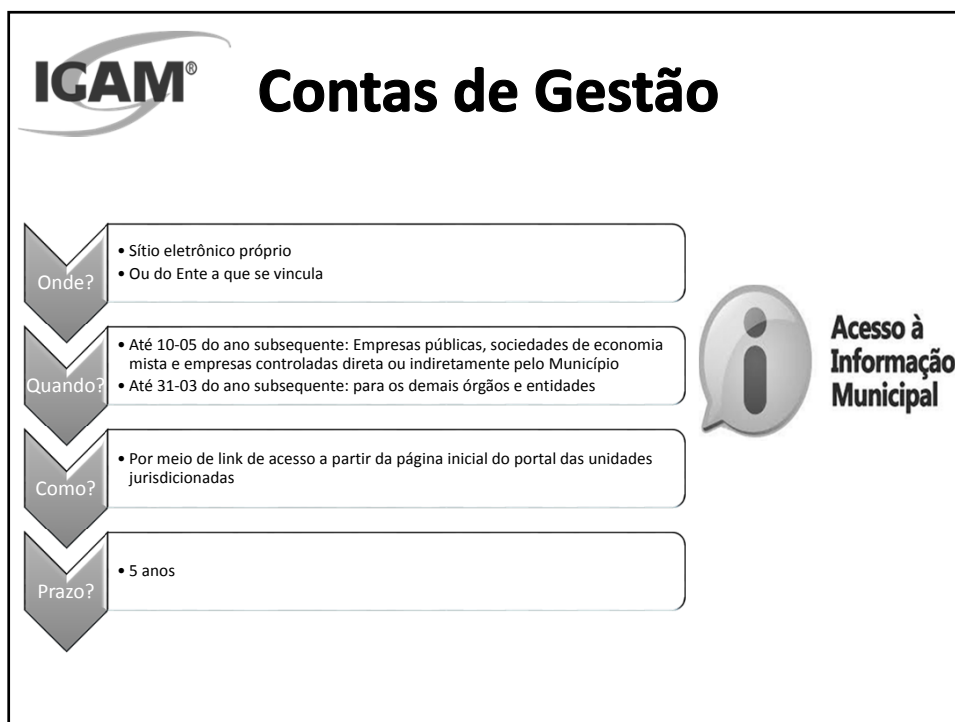 IGAM®
Contas de Gestão
Onde?
• Sítio eletrônico próprio
• Ou do Ente a que se vincula
Quando?
• Até 10-05 do ano subsequente: Empresas públicas, sociedades de economia
mista e empresas controladas direta ou indiretamente pelo Município
• Até 31-03 do ano subsequente: para os demais órgãos e entidades
Como?
• Por meio de link de acesso a partir da página inicial do portal das unidades
jurisdicionadas
Prazo?
• 5 anos
i
Acesso à
Informação
Municipal